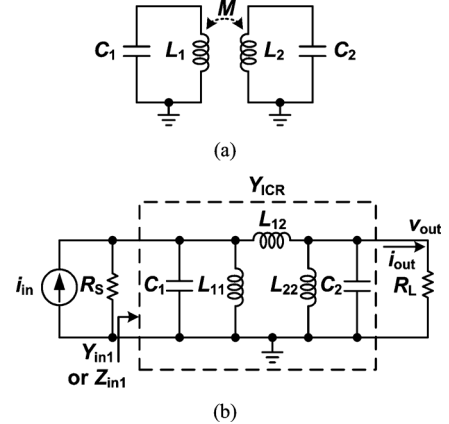 M
C1 L1 L2 C2
(a)
YICR
L12
vout
iout
iin RS C1 L11 L22 C2 RL
Yin1
or Zin1
(b)